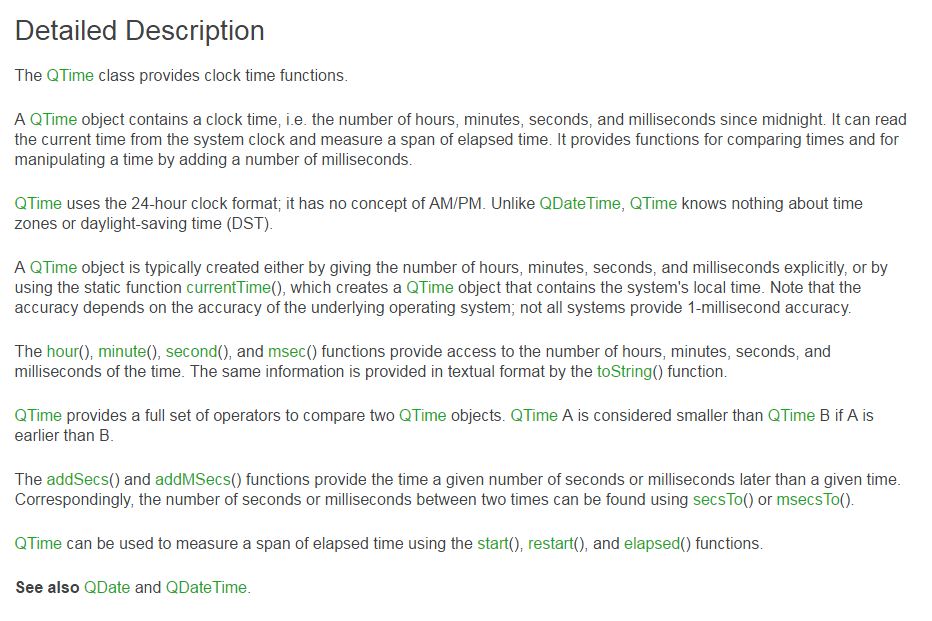 Detailed Description
The QTime class provides clock time functions.
A QTime object contains a clock time, i.e. the number of hours, minutes, seconds, and milliseconds since midnight. It can read
the current time from the system clock and measure a span of elapsed time. It provides functions for comparing times and for
manipulating a time by adding a number of milliseconds.
QTime uses the 24-hour clock format; it has no concept of AM/PM. Unlike QDateTime, QTime knows nothing about time
zones or daylight-saving time (DST).
A QTime object is typically created either by giving the number of hours, minutes, seconds, and milliseconds explicitly, or by
using the static function currentTime(), which creates a QTime object that contains the system's local time. Note that the
accuracy depends on the accuracy of the underlying operating system; not all systems provide 1-millisecond accuracy.
The hour(), minute(), second(), and msec() functions provide access to the number of hours, minutes, seconds, and
milliseconds of the time. The same information is provided in textual format by the toString() function.
QTime provides a full set of operators to compare two QTime objects. QTime A is considered smaller than QTime B if A is
earlier than B.
The addSecs() and addMSecs() functions provide the time a given number of seconds or milliseconds later than a given time.
Correspondingly, the number of seconds or milliseconds between two times can be found using secsTo() or msecsTo().
QTime can be used to measure a span of elapsed time using the start(), restart(), and elapsed() functions.
See also QDate and QDateTime.